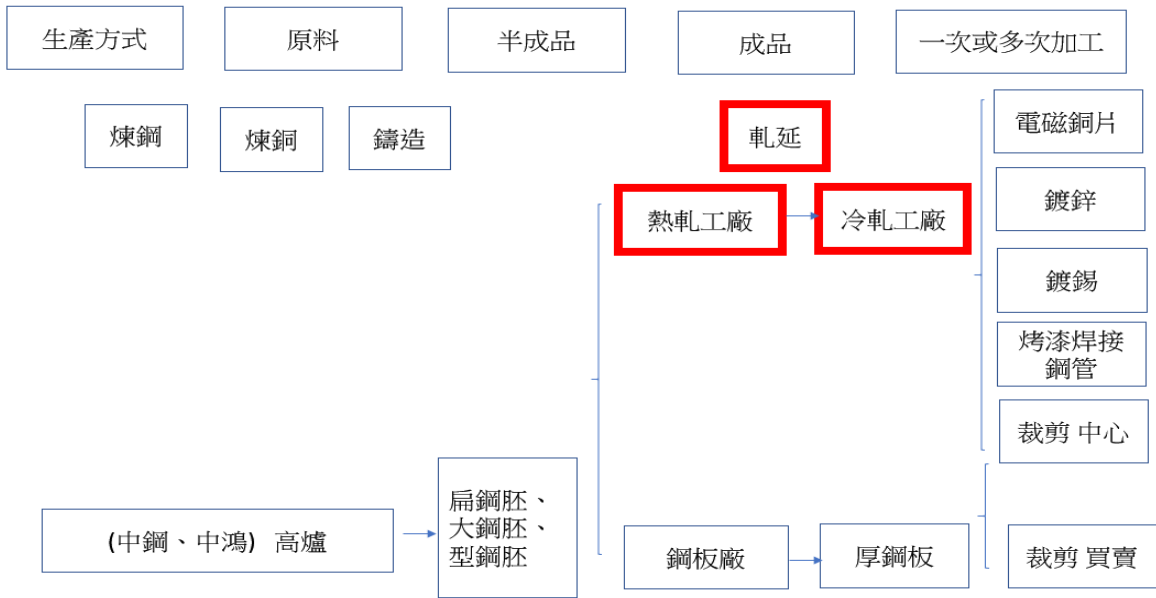 生產方式
原料
半成品
成品
一次或多次加工
煉鋼
煉銅
鑄造
軋延
電磁銅片
熱軋工廠
冷軋工廠
鍍鋅
鍍錫
烤漆焊接
鋼管
裁剪 中心
(中鋼、中鴻) 高爐
扁鋼胚、
大鋼胚、
型鋼胚
鋼板廠
厚鋼板
裁剪 買賣